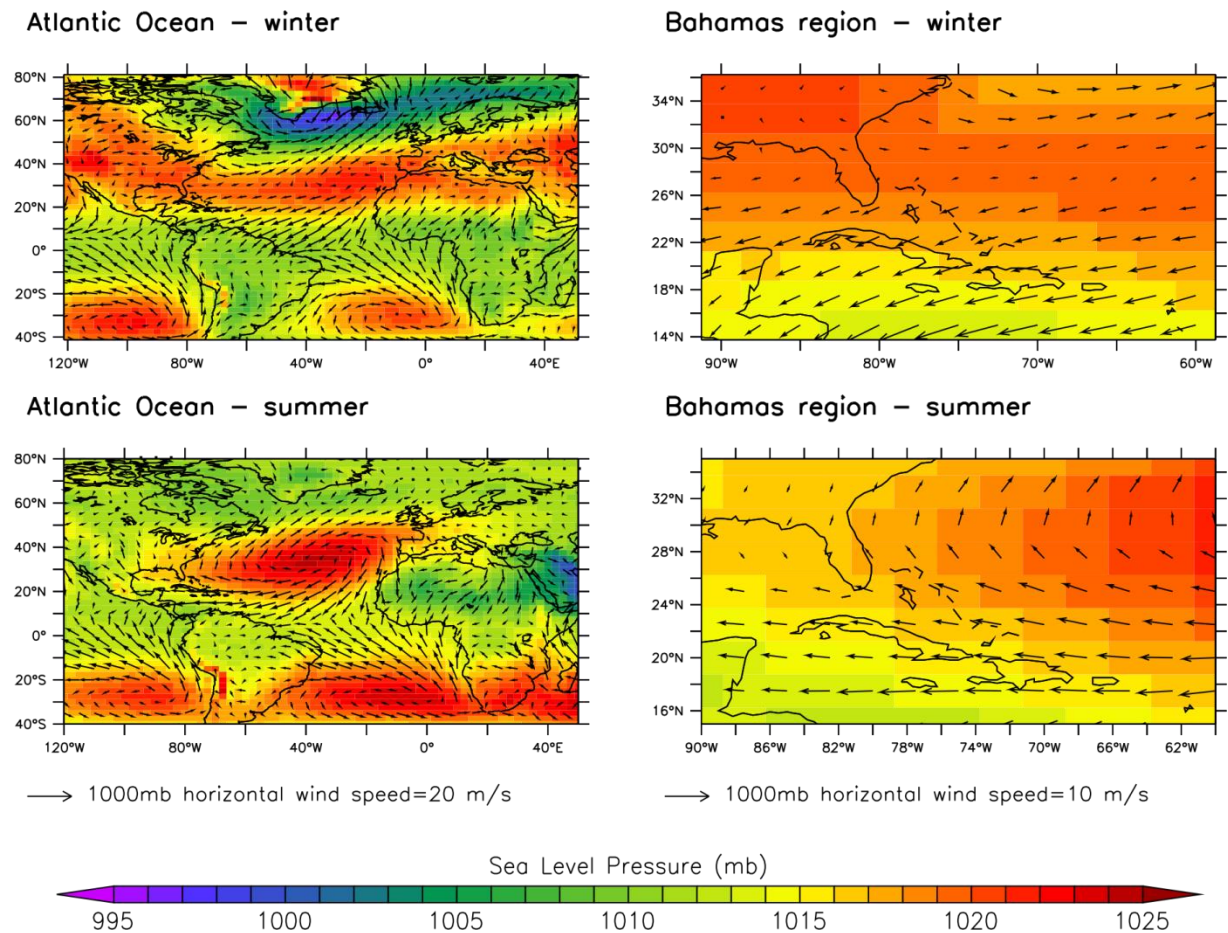 Atlantic Ocean – winter
80°N
60°N
40°N
20°N
0°
20°S
40°S
120°W 80°W 40°W 0° 40°E
Bahamas region – winter
34°N
30°N
26°N
22°N
18°N
14°N
90°W 80°W 70°W 60°W
Atlantic Ocean – summer
80°N
60°N
40°N
20°N
0°
20°S
40°S
120°W 80°W 40°W 0° 40°E
1000mb horizontal wind speed=20 m/s
Bahamas region – summer
32°N
28°N
24°N
20°N
16°N
90°W 86°W 82°W 78°W 74°W 70°W 66°W 62°W
1000mb horizontal wind speed=10 m/s
Sea Level Pressure (mb)
995 1000 1005 1010 1015 1020 1025